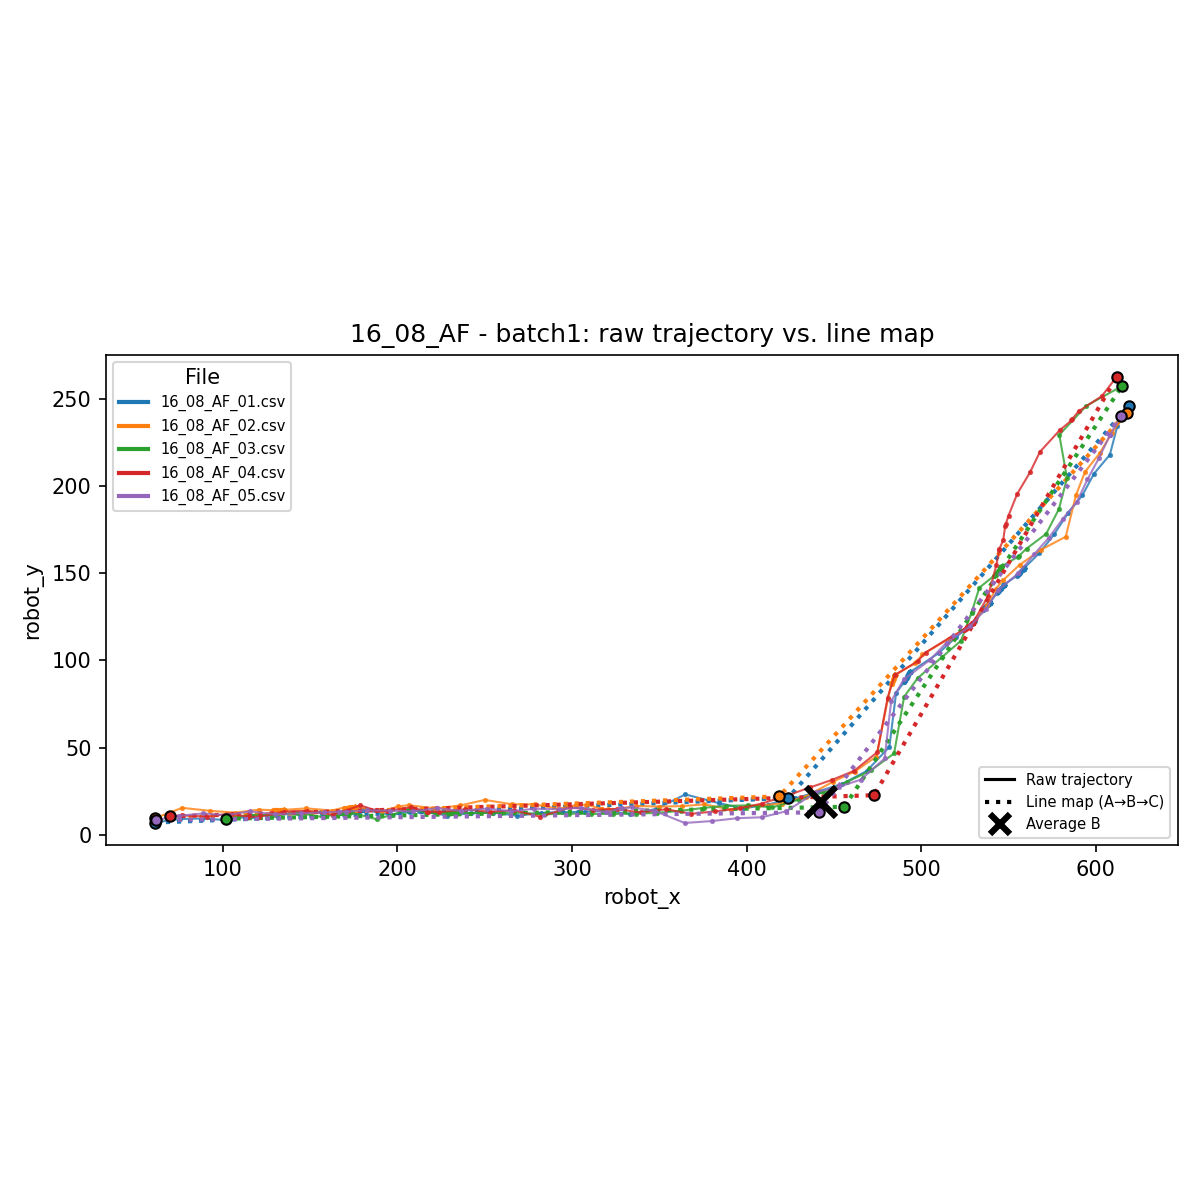 16_08_AF - batch1: raw trajectory vs. line map
File
16_08_AF_01.csv
16_08_AF_02.csv
16_08_AF_03.csv
16_08_AF_04.csv
16_08_AF_05.csv
250
200
150
100
50
0
robot_y
Raw trajectory
Line map (A→B→C)
Average B
100
200
300
400
500
600
robot_x